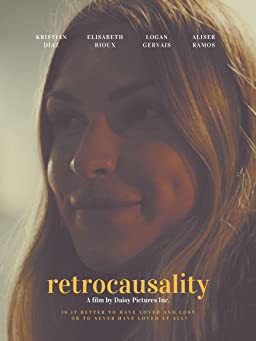 KRISTIAN DIAZ
ELISABETH RIOUX
LOGAN GERVAIS
ALISER RAMOS
retrocausality
A film by Daisy Pictures Inc.
IS IT BETTER TO HAVE LOVED AND LOST
OR TO NEVER HAVE LOVED AT ALL?